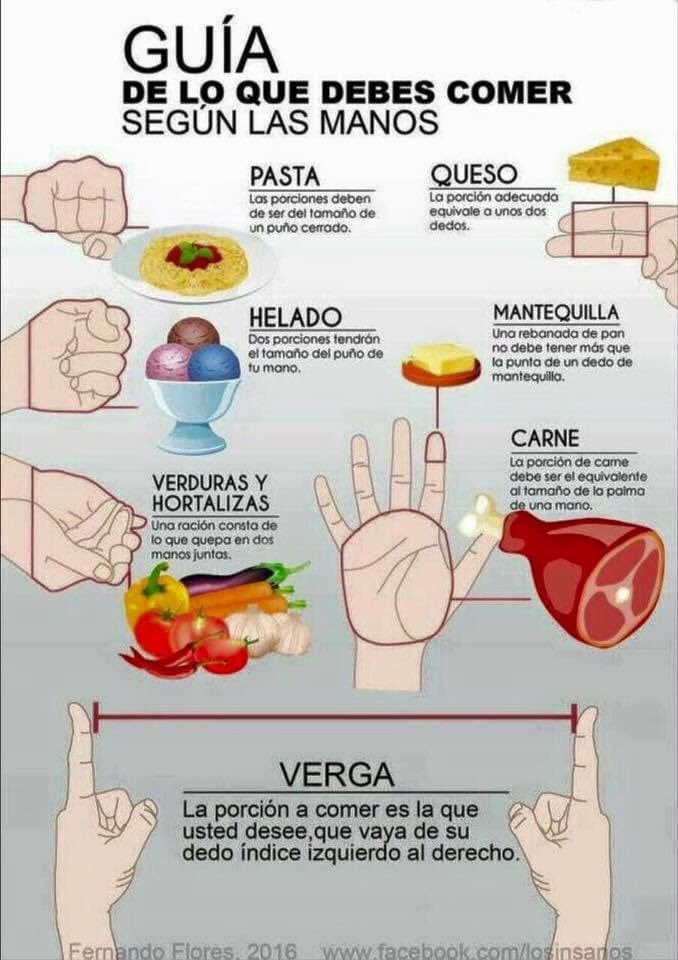 GUÍA
DE LO QUE DEBES COMER
SEGÚN LAS MANOS
PASTA
Las porciones deben
de ser del tamaño de
un puño cerrado.
QUESO
La porción adecuada
equivale a unos dos
dedos.
HELADO
Dos porciones tendrán
el tamaño del puño de
tu mano.
MANTEQUILLA
Una rebanada de pan
no debe tener más que
la punta de un dedo de
mantequilla.
CARNE
La porción de carne
debe ser el equivalente
al tamaño de la palma
de una mano.
VERDURAS Y
HORTALIZAS
Una ración consta de
lo que quepa en dos
manos juntas.
VERGA
La porción a comer es la que
usted desee,que vaya de su
dedo índice izquierdo al derecho.
Fernando Flores, 2016 www.facebook.com/losinsanos